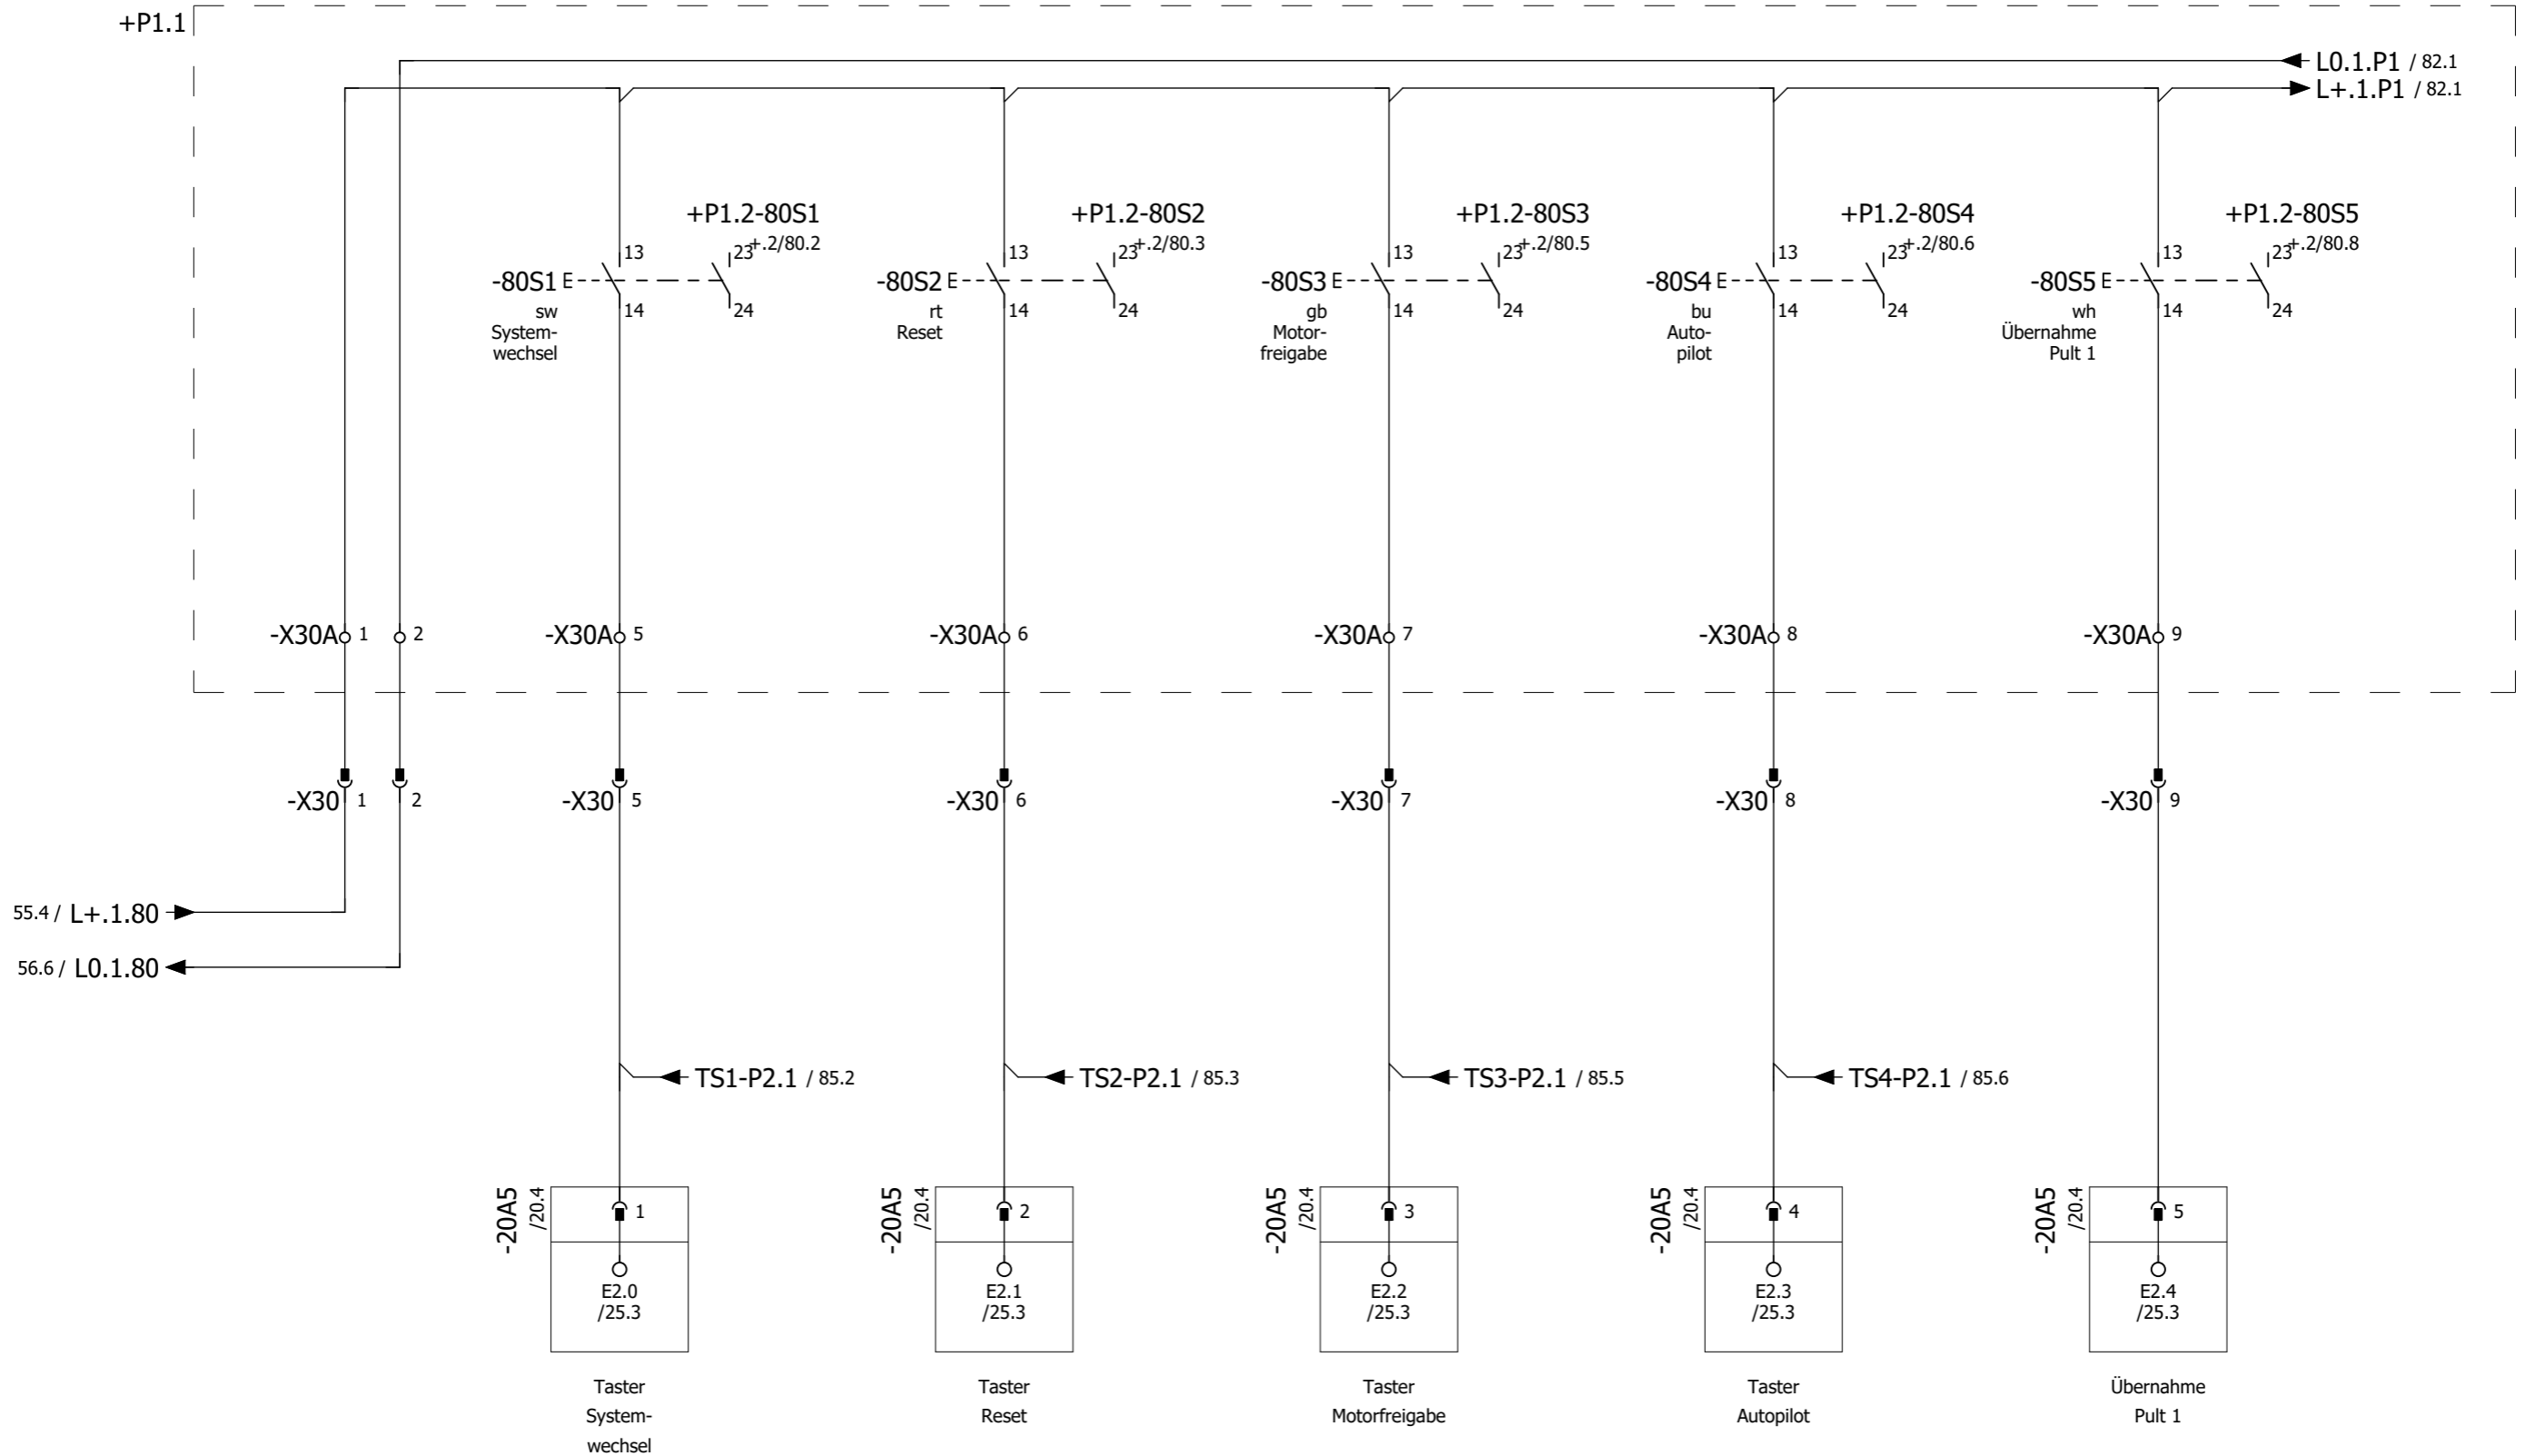 +P1.1
L0.1.P1 / 82.1
L+.1.P1 / 82.1
+P1.2-80S1
+.2/80.2
13
23
-80S1 E
14
24
sw
System-
wechsel
+P1.2-80S2
+.2/80.3
13
23
-80S2 E
14
24
rt
Reset
+P1.2-80S3
+.2/80.5
13
23
-80S3 E
14
24
gb
Motor-
freigabe
+P1.2-80S4
+.2/80.6
13
23
-80S4 E
14
24
bu
Auto-
pilot
+P1.2-80S5
+.2/80.8
13
23
-80S5 E
14
24
wh
Übernahme
Pult 1
-X30A 1 2
-X30A 5
-X30A 6
-X30A 7
-X30A 8
-X30A 9
-X30 1 2
-X30 5
-X30 6
-X30 7
-X30 8
-X30 9
55.4 / L+.1.80
56.6 / L0.1.80
TS1-P2.1 / 85.2
TS2-P2.1 / 85.3
TS3-P2.1 / 85.5
TS4-P2.1 / 85.6
-20A5
/20.4
1
E2.0
/25.3
Taster
System-
wechsel
-20A5
/20.4
2
E2.1
/25.3
Taster
Reset
-20A5
/20.4
3
E2.2
/25.3
Taster
Motorfreigabe
-20A5
/20.4
4
E2.3
/25.3
Taster
Autopilot
-20A5
/20.4
5
E2.4
/25.3
Übernahme
Pult 1